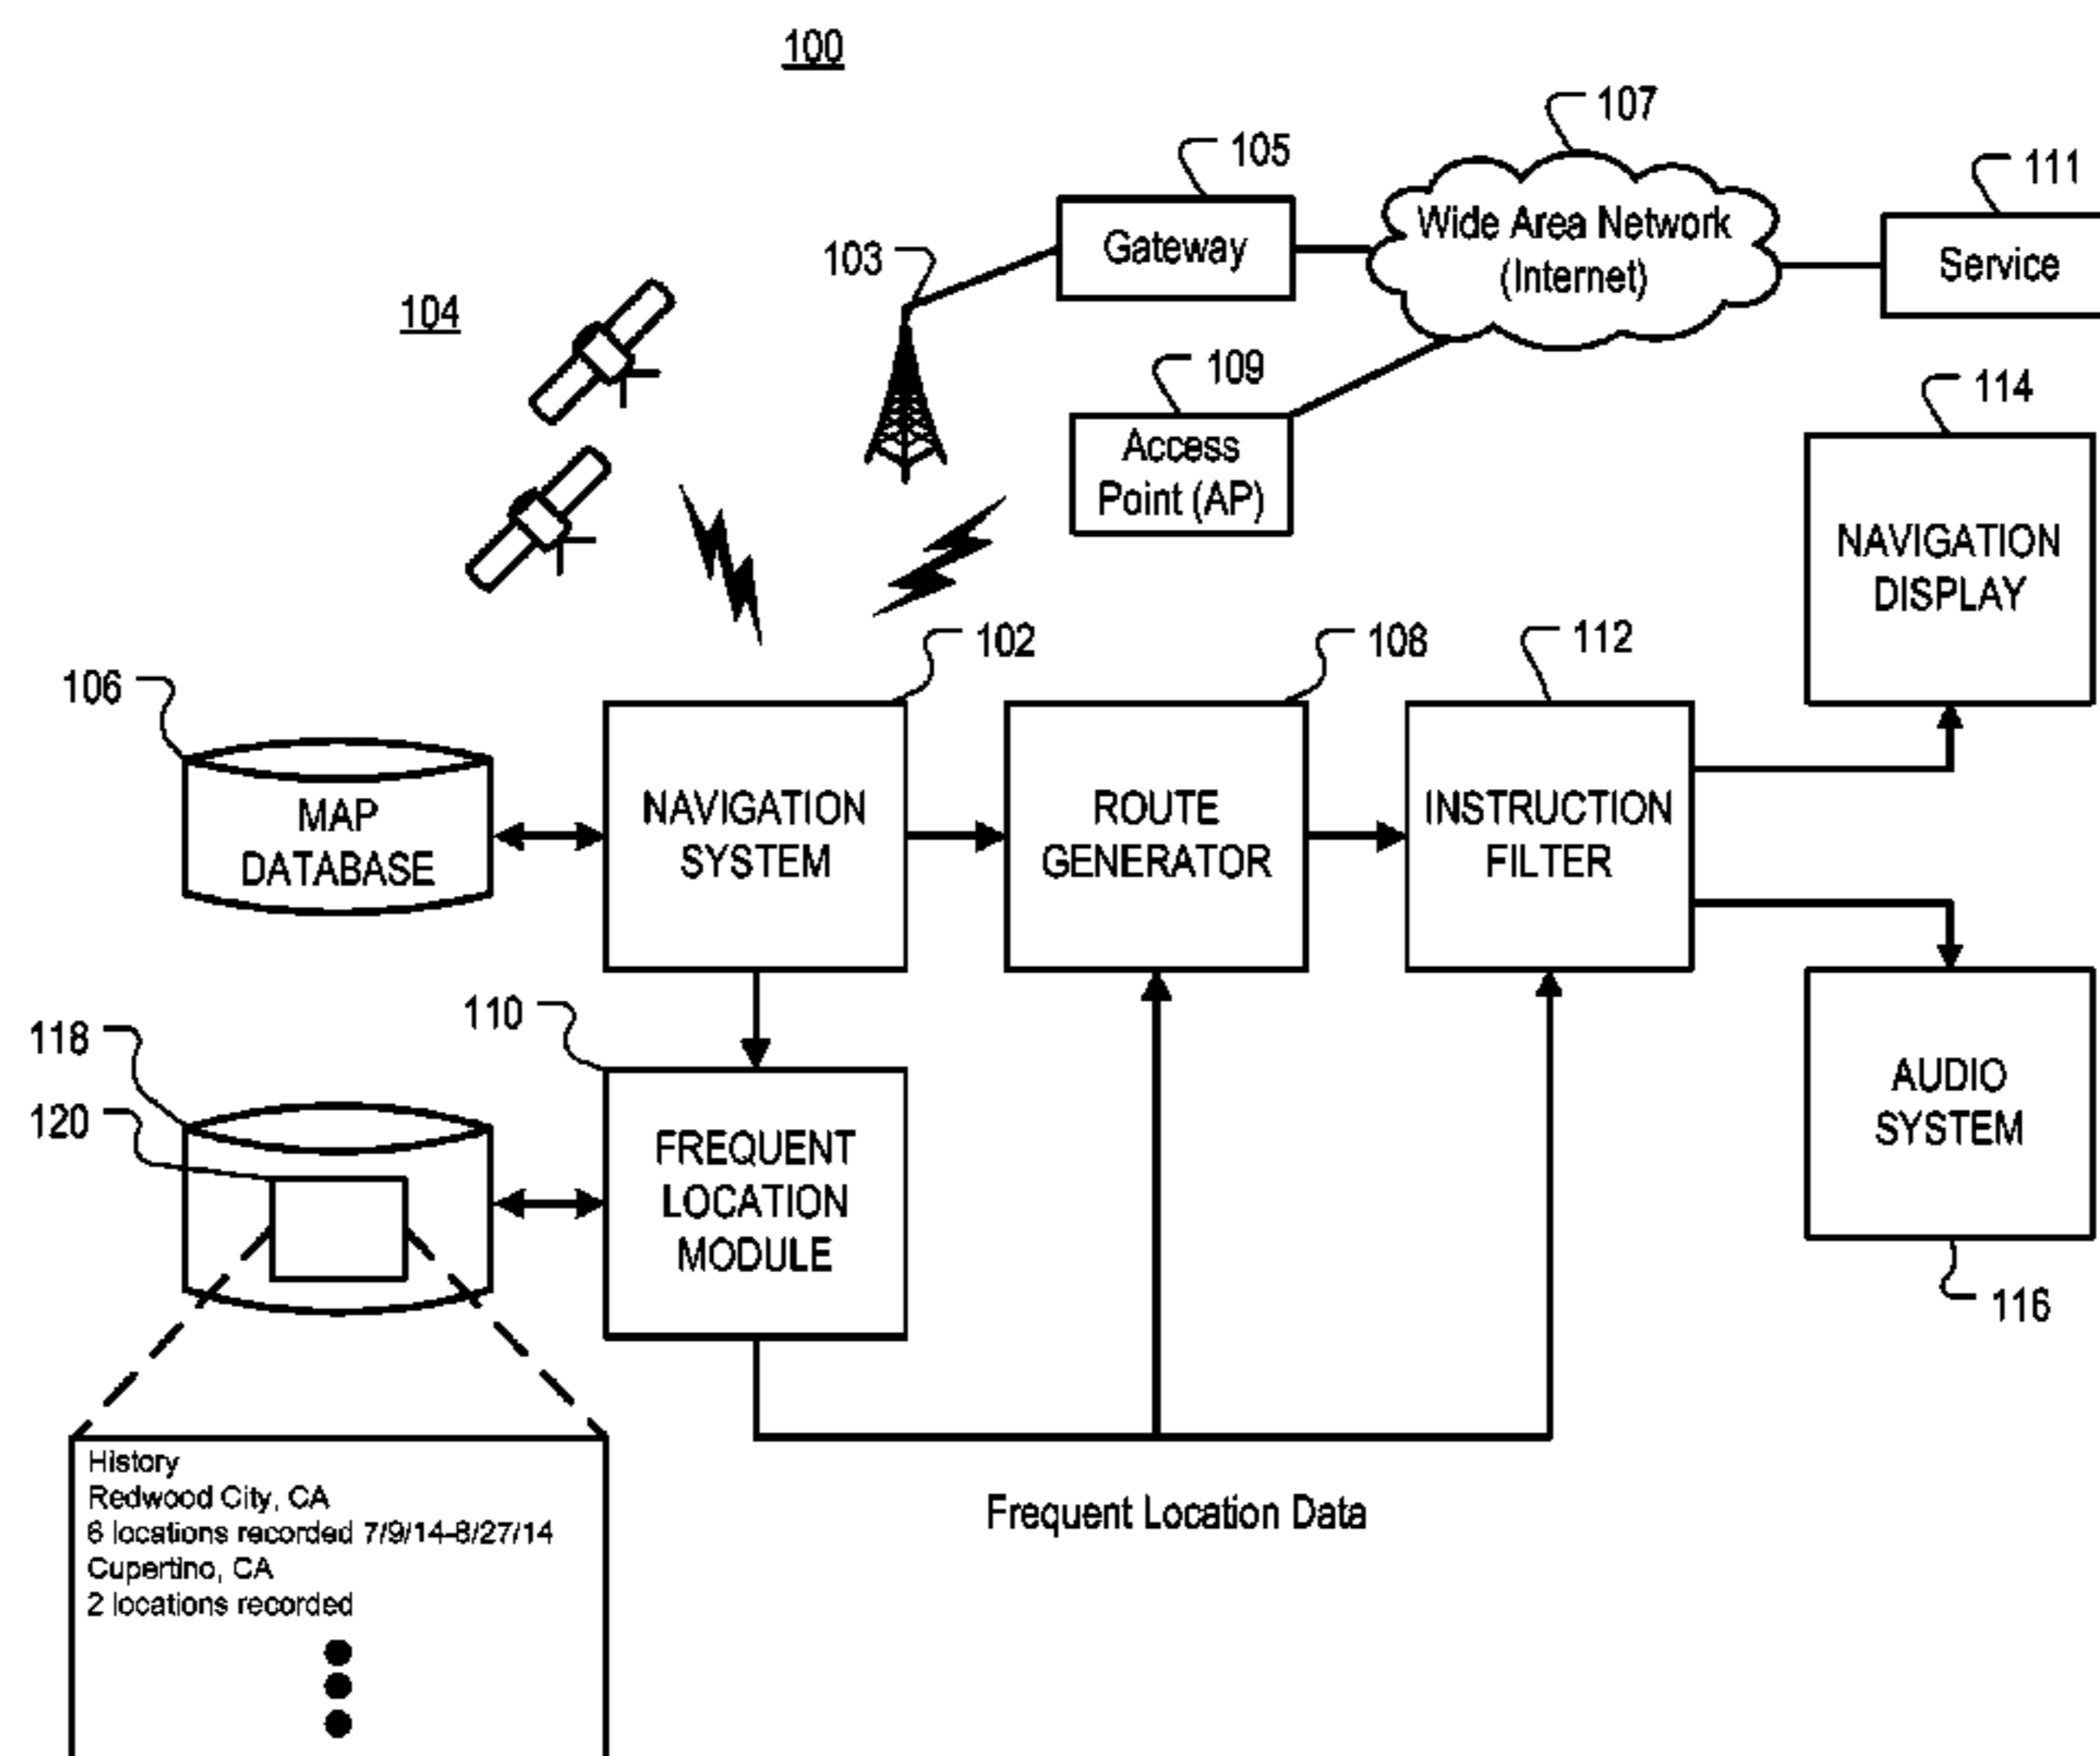 100
107
105
111
Wide Area Network
(Internet)
Gateway
Service
103
104
109
114
Access
Point (AP)
NAVIGATION
DISPLAY
102
108
112
106
MAP
DATABASE
NAVIGATION
SYSTEM
ROUTE
GENERATOR
INSTRUCTION
FILTER
110
118
120
FREQUENT
LOCATION
MODULE
AUDIO
SYSTEM
116
History
Redwood City, CA
6 locations recorded 7/9/14-8/27/14
Cupertino, CA
2 locations recorded
Frequent Location Data